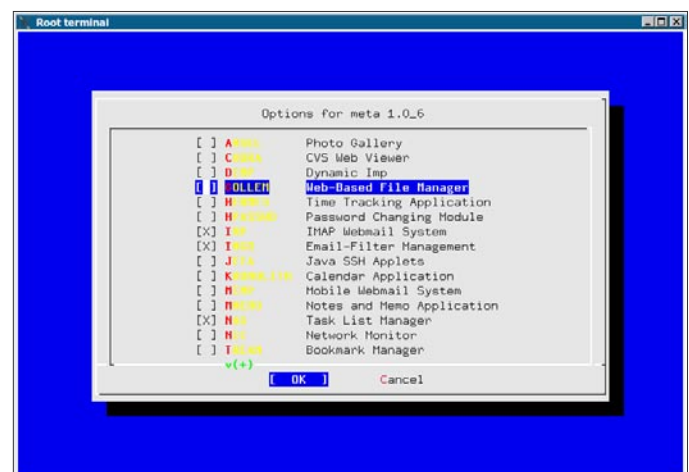 Root terminal
Options for meta 1.0_6
[ ] A Photo Gallery
[ ] C CVS Web Viewer
[ ] D Dynamic Imp
[ ] GOLLEM Web-Based File Manager
[ ] H Time Tracking Application
[ ] H Password Changing Module
[X] I IMAP Webmail System
[X] I Email-Filter Management
[ ] J Java SSH Applets
[ ] K Calendar Application
[ ] M Mobile Webmail System
[ ] M Notes and Memo Application
[X] N Task List Manager
[ ] N Network Monitor
[ ] T Bookmark Manager
v(+)
[ OK ] Cancel